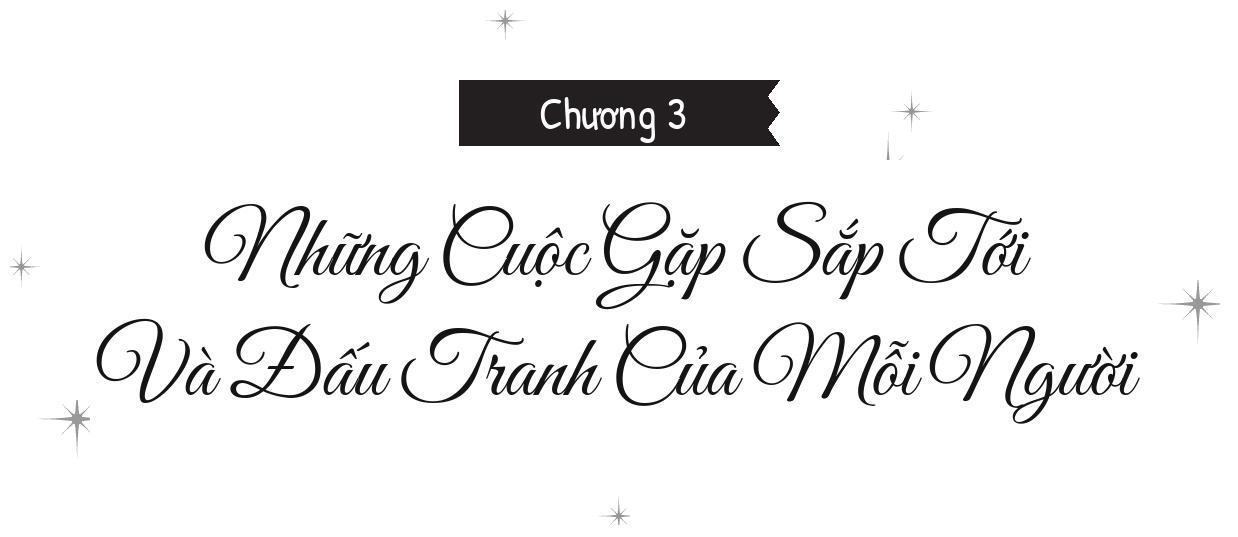 Chương 3
Những Cuộc Gặp Sắp Tới
Và Đấu Tranh Của Mỗi Người